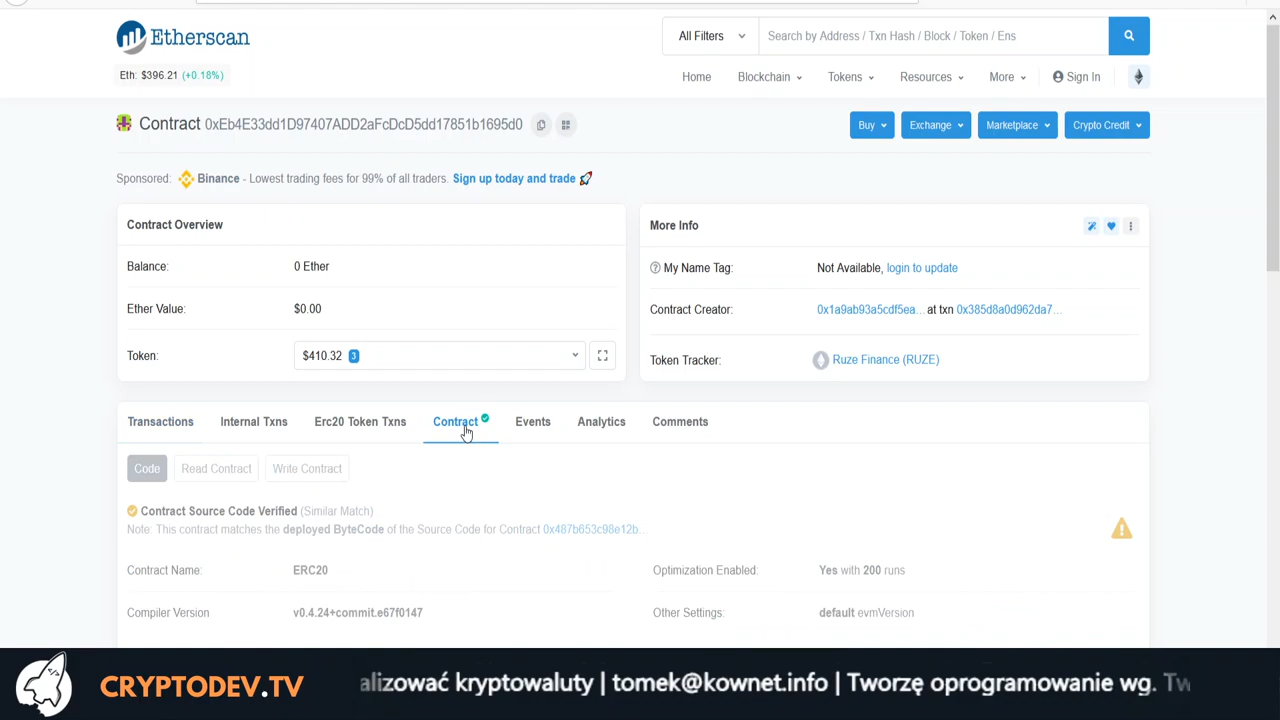 Etherscan
All Filters
Search by Address / Txn Hash / Block / Token / Ens
Eth: $396.21 (+0.18%)
Home Blockchain Tokens Resources More Sign In
Contract 0xEb4E33dd1D97407ADD2aFcDcD5dd17851b1695d0
Buy Exchange Marketplace Crypto Credit
Sponsored: Binance - Lowest trading fees for 99% of all traders. Sign up today and trade
Contract Overview
Balance: 0 Ether
Ether Value: $0.00
Token: $410.32 3
More Info
My Name Tag: Not Available, login to update
Contract Creator: 0x1a9ab93a5cdf5ea... at txn 0x385d8a0d962da7...
Token Tracker: Ruze Finance (RUZE)
Transactions Internal Txns Erc20 Token Txns Contract Events Analytics Comments
Code Read Contract Write Contract
Contract Source Code Verified (Similar Match)
Note: This contract matches the deployed ByteCode of the Source Code for Contract 0x487b653c98e12b...
Contract Name: ERC20
Optimization Enabled: Yes with 200 runs
Compiler Version v0.4.24+commit.e67f0147
Other Settings: default evmVersion
CRYPTODEV.TV
alizować kryptowaluty | tomek@kownet.info | Tworzę oprogramowanie wg. Tw